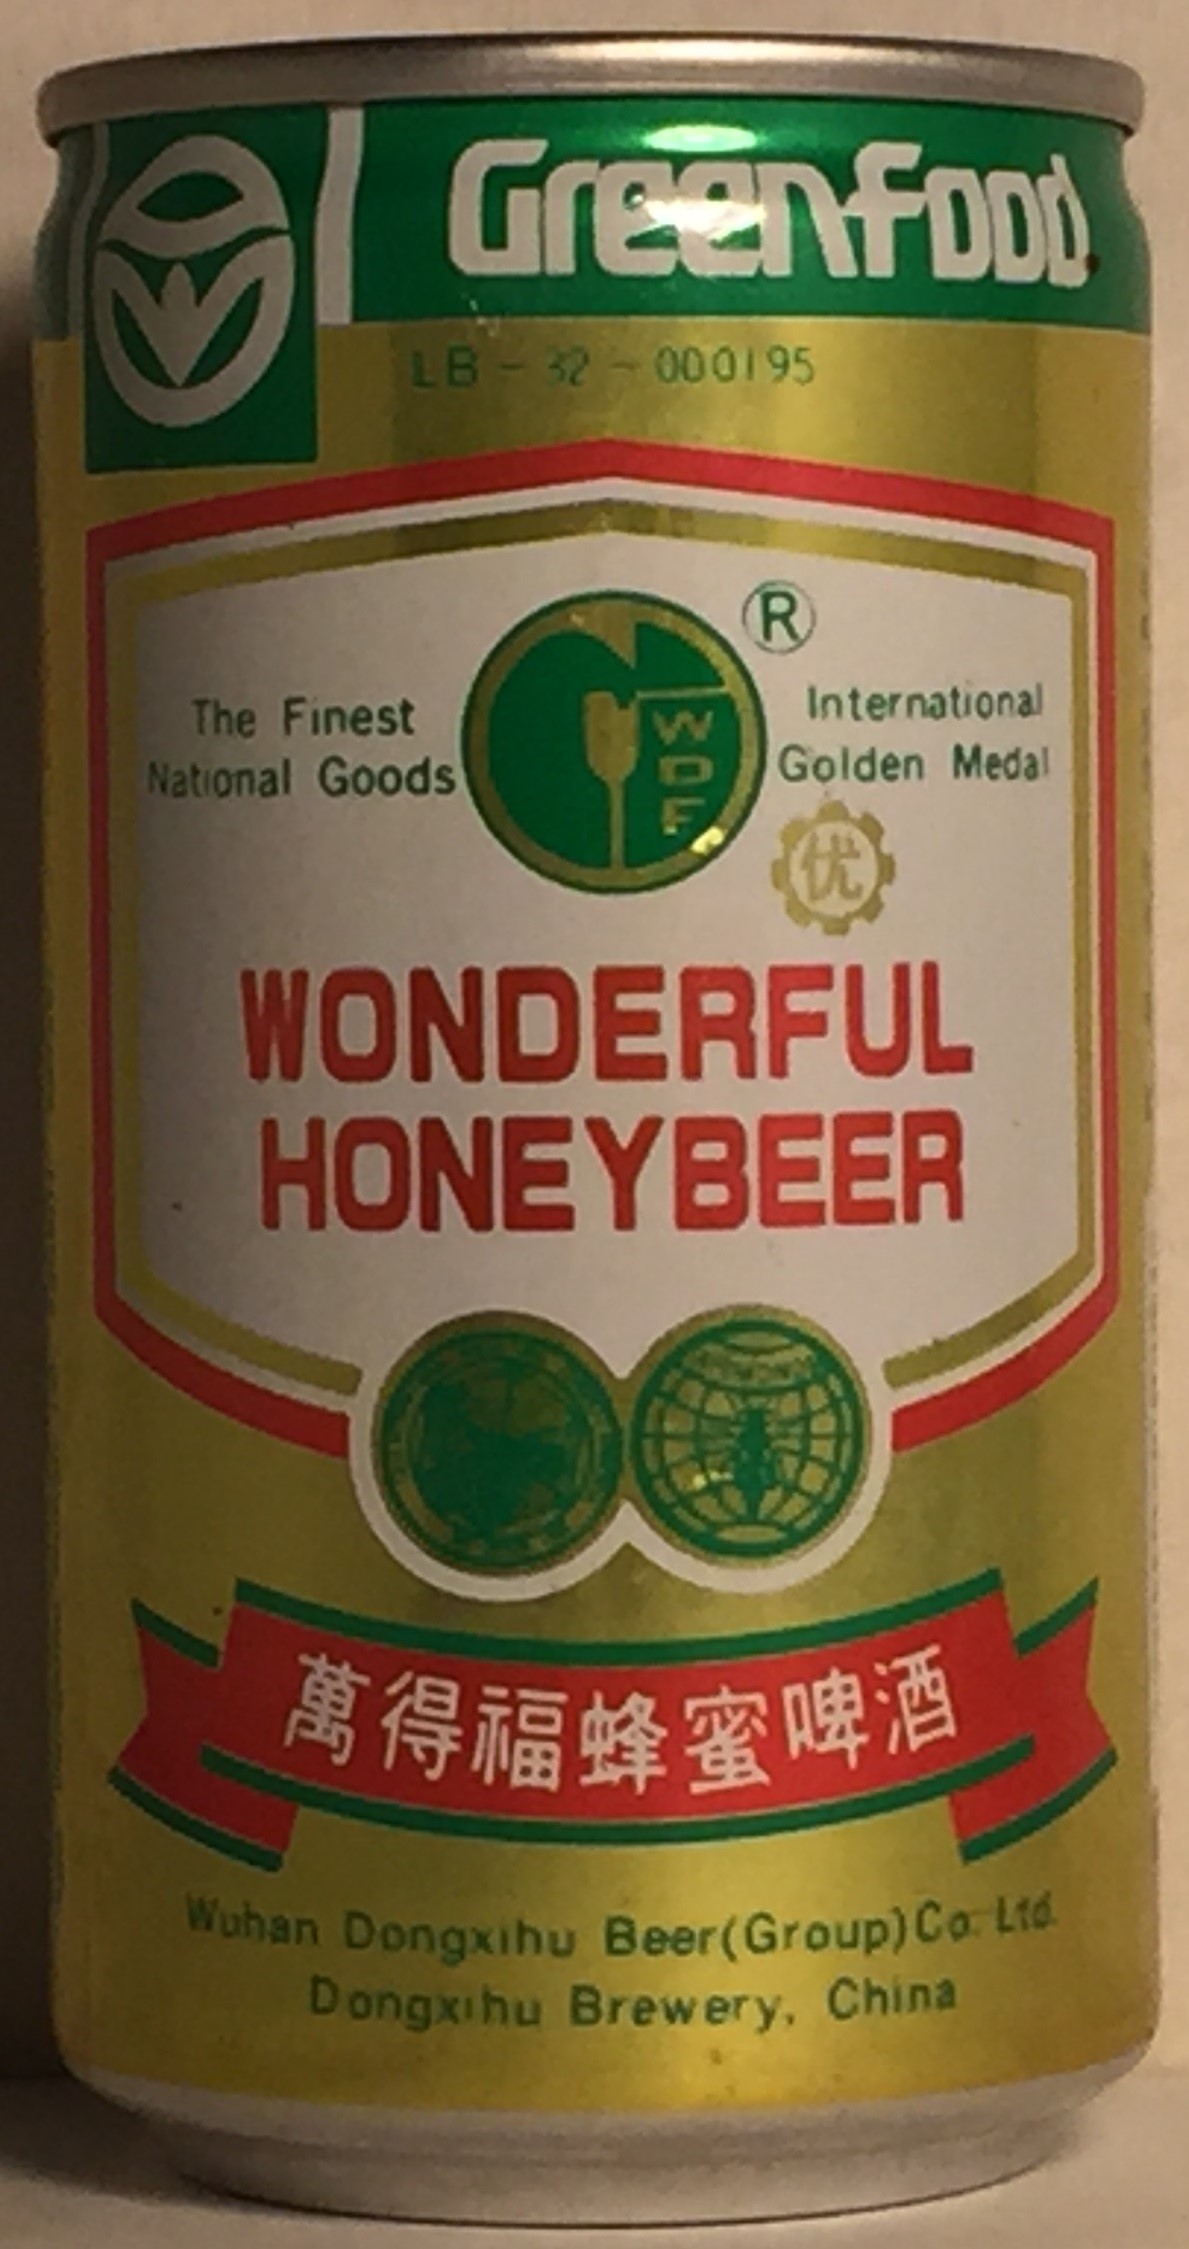 Greenfood
LB-32-000195
®
W
D
F
The Finest
National Goods
International
Golden Medal
优
WONDERFUL
HONEYBEER
萬得福蜂蜜啤酒
Wuhan Dongxihu Beer(Group)Co. Ltd.
Dongxihu Brewery, China